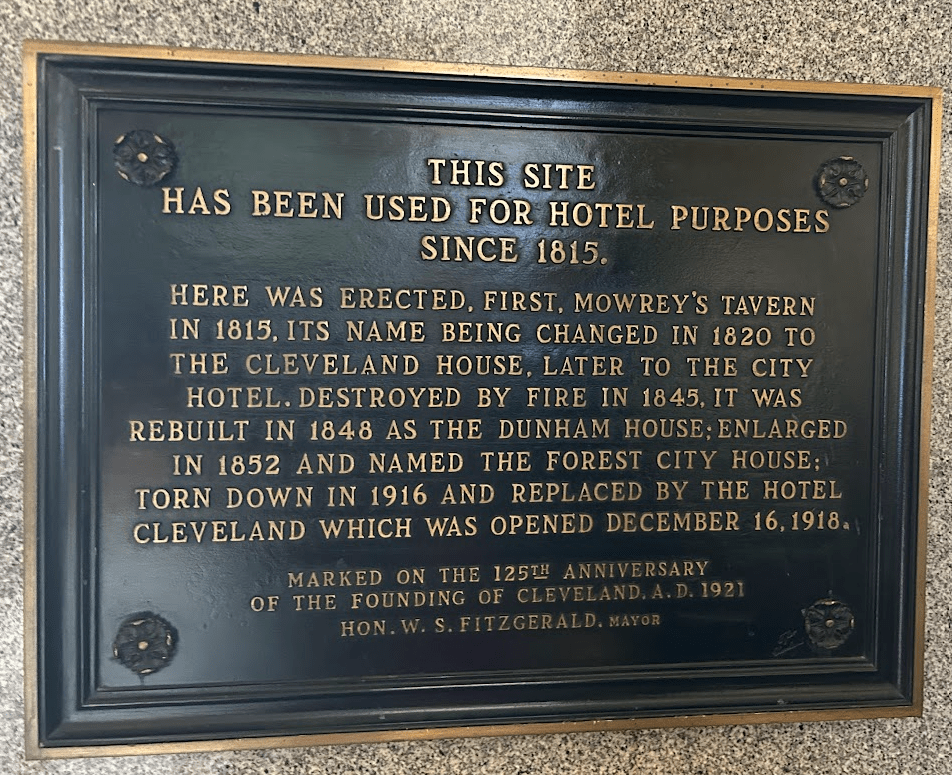 THIS SITE
HAS BEEN USED FOR HOTEL PURPOSES
SINCE 1815.
HERE WAS ERECTED, FIRST, MOWREY'S TAVERN
IN 1815, ITS NAME BEING CHANGED IN 1820 TO
THE CLEVELAND HOUSE, LATER TO THE CITY
HOTEL. DESTROYED BY FIRE IN 1845, IT WAS
REBUILT IN 1848 AS THE DUNHAM HOUSE; ENLARGED
IN 1852 AND NAMED THE FOREST CITY HOUSE;
TORN DOWN IN 1916 AND REPLACED BY THE HOTEL
CLEVELAND WHICH WAS OPENED DECEMBER 16, 1918.
MARKED ON THE 125TH ANNIVERSARY
OF THE FOUNDING OF CLEVELAND. A. D. 1921
HON. W. S. FITZGERALD. MAYOR